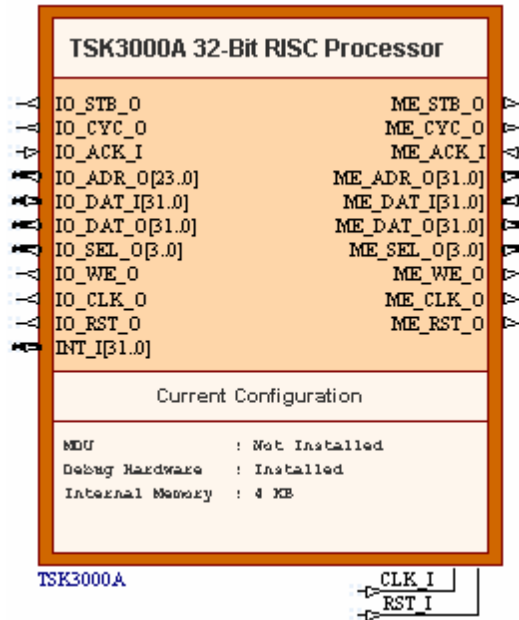 TSK3000A 32-Bit RISC Processor
IO_STB_O ME_STB_O
IO_CYC_O ME_CYC_O
IO_ACK_I ME_ACK_I
IO_ADR_O[23..0] ME_ADR_O[31..0]
IO_DAT_I[31..0] ME_DAT_I[31..0]
IO_DAT_O[31..0] ME_DAT_O[31..0]
IO_SEL_O[3..0] ME_SEL_O[3..0]
IO_WE_O ME_WE_O
IO_CLK_O ME_CLK_O
IO_RST_O ME_RST_O
INT_I[31..0]
Current Configuration
MDU : Not Installed
Debug Hardware : Installed
Internal Memory : 4 KB
TSK3000A
CLK_I
RST_I